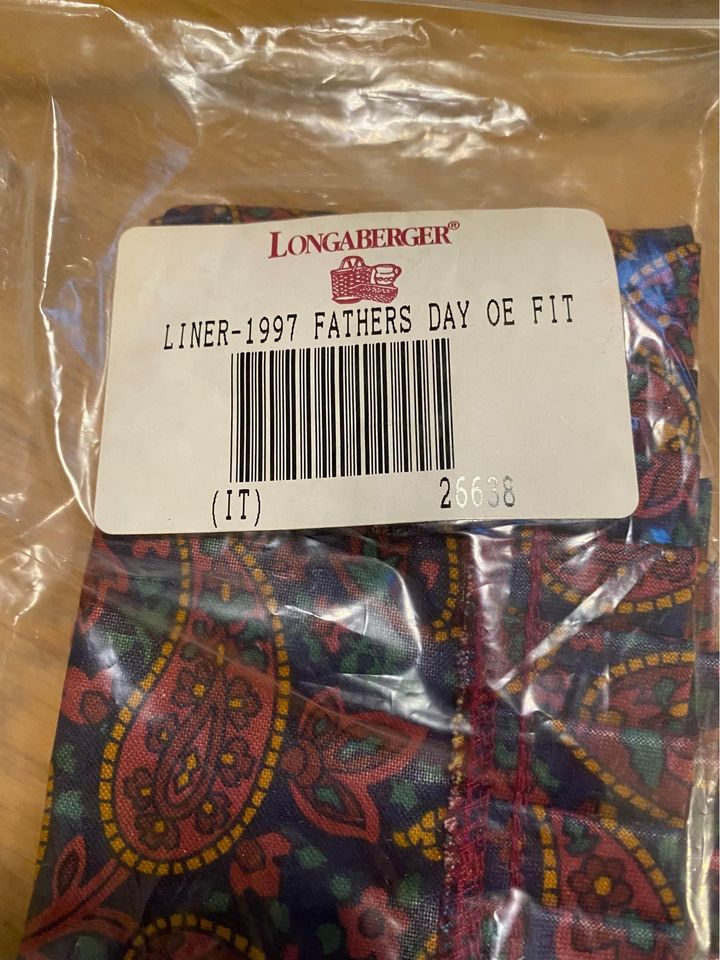 LONGABERGER®
LINER-1997 FATHERS DAY OE FIT
(IT) 26638